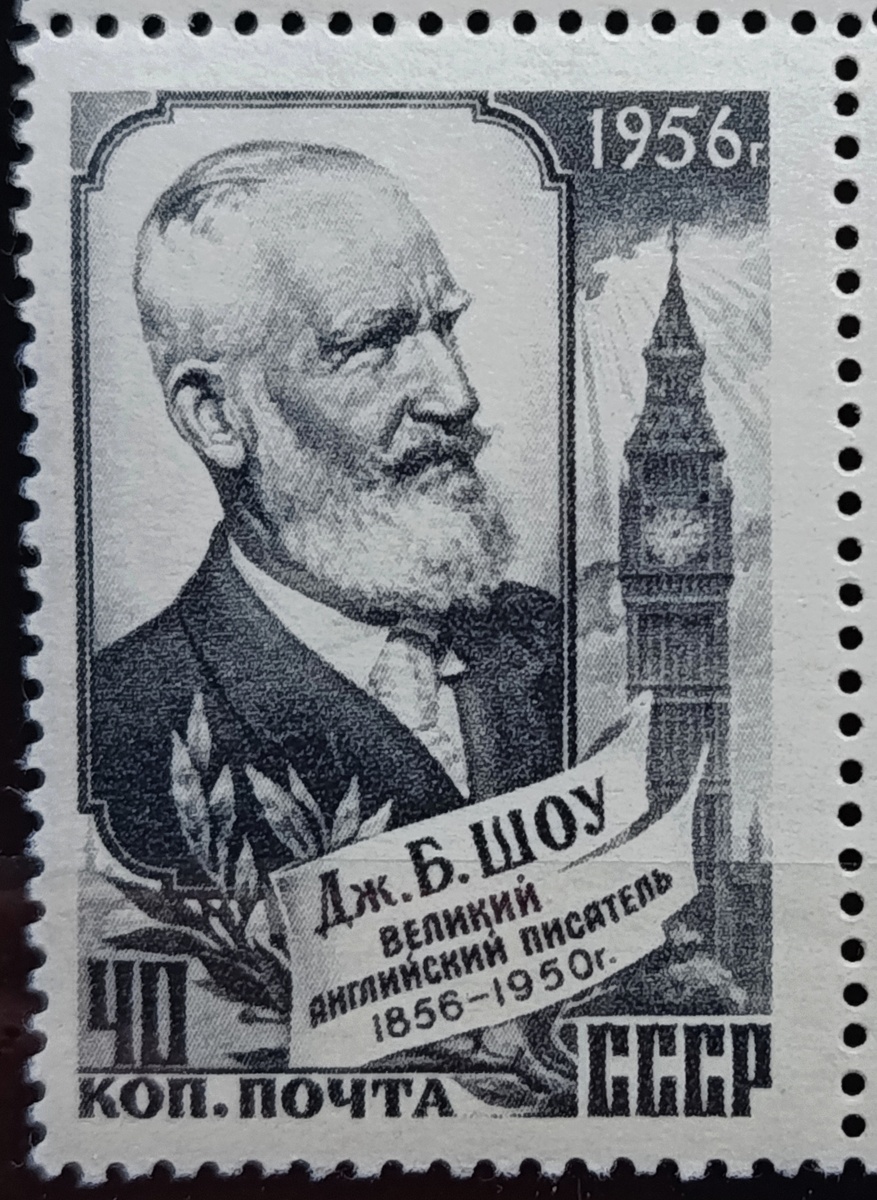 1956г.
Дж. Б. ШОУ
ВЕЛИКИЙ
АНГЛИЙСКИЙ ПИСАТЕЛЬ
1856-1950г.
40
КОП. ПОЧТА
СССР